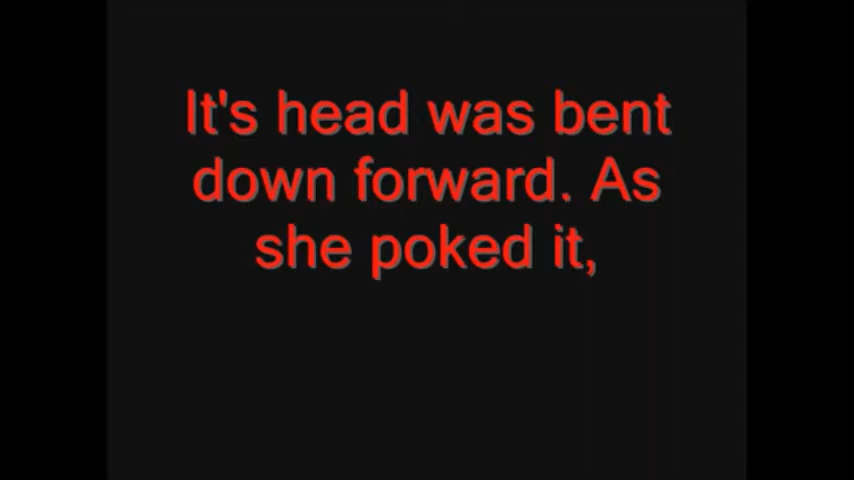 It's head was bent
down forward. As
she poked it,